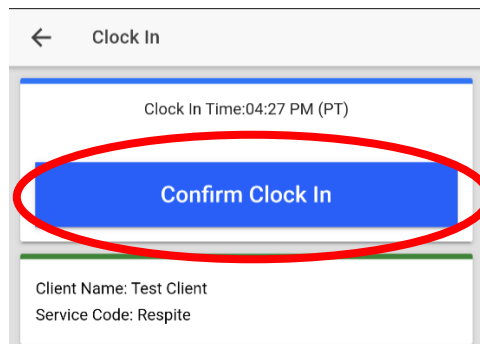 Clock In
Clock In Time:04:27 PM (PT)
Confirm Clock In
Client Name: Test Client
Service Code: Respite